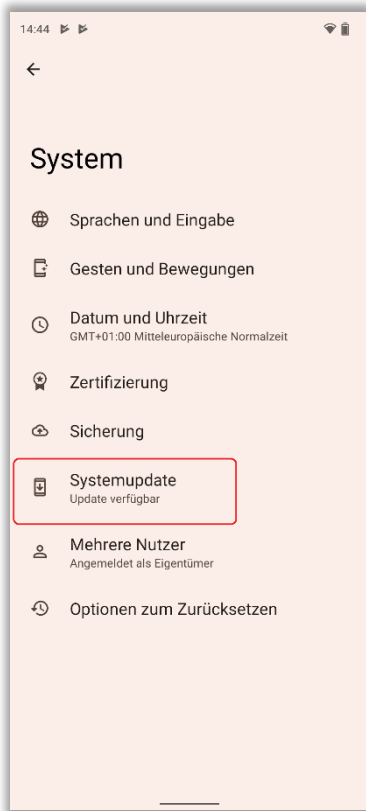 14:44
System
Sprachen und Eingabe
Gesten und Bewegungen
Datum und Uhrzeit
GMT+01:00 Mitteleuropäische Normalzeit
Zertifizierung
Sicherung
Systemupdate
Update verfügbar
Mehrere Nutzer
Angemeldet als Eigentümer
Optionen zum Zurücksetzen